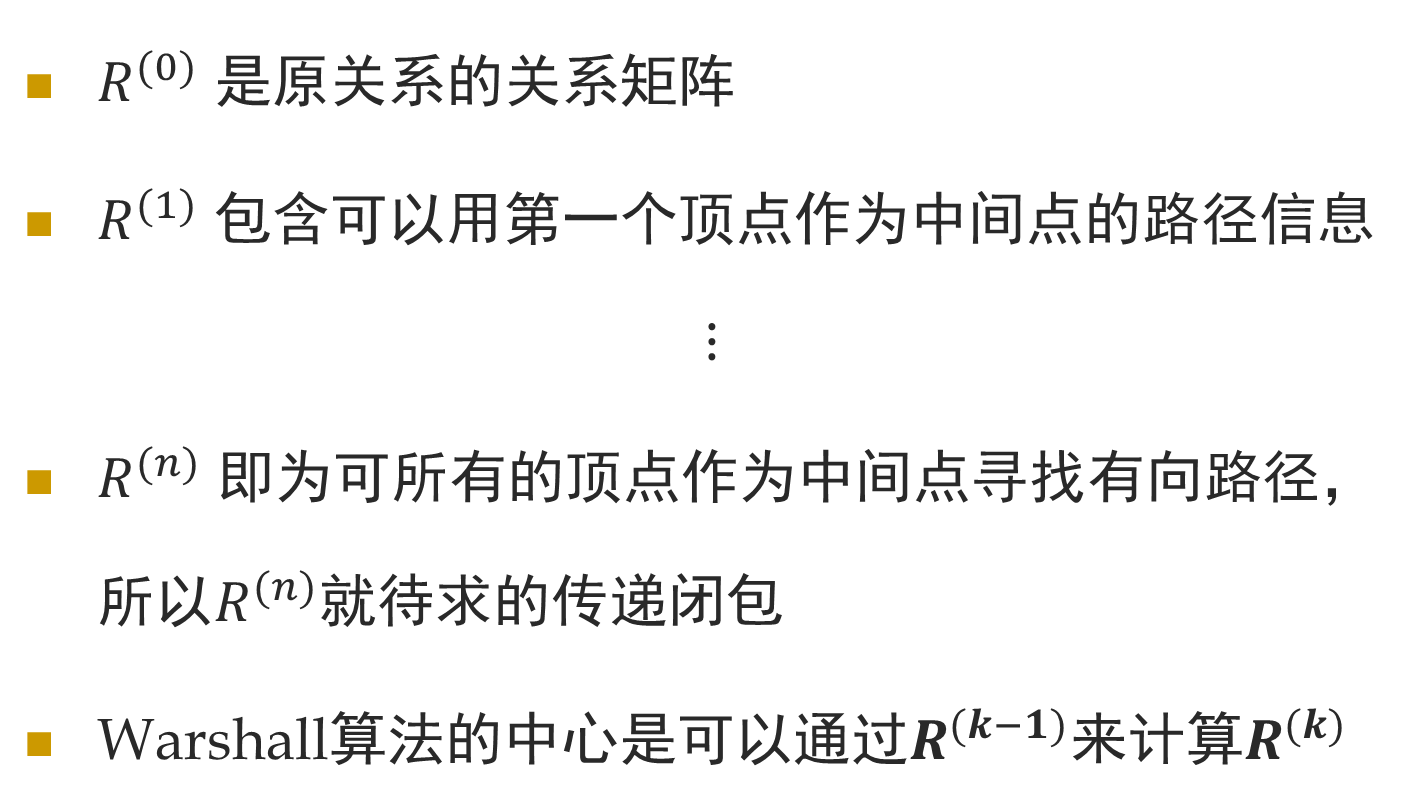 R^(0) 是原关系的关系矩阵
R^(1) 包含可以用第一个顶点作为中间点的路径信息
⋮
R^(n) 即为可所有的顶点作为中间点寻找有向路径,
所以R^(n)就待求的传递闭包
Warshall算法的中心是可以通过R^(k−1)来计算R^(k)